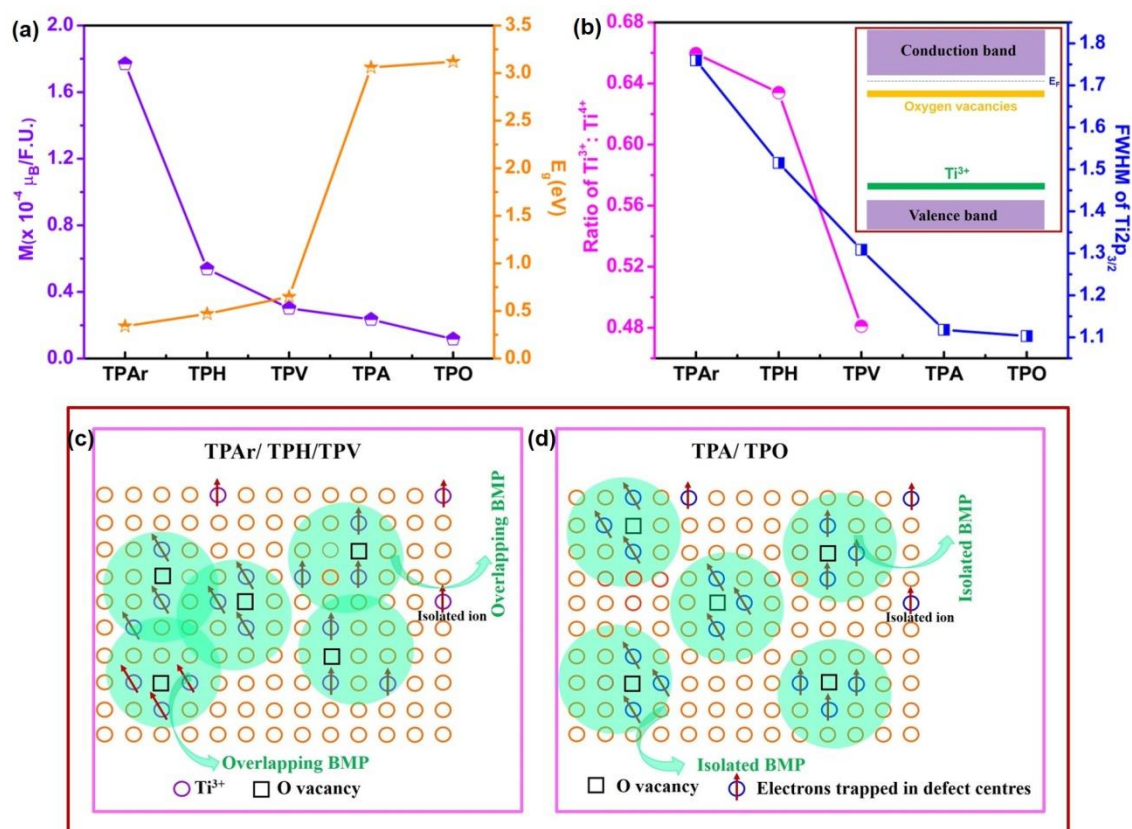 (a)
2.0
1.6
1.2
0.8
0.4
0.0
M(x 10⁻⁴ μB/F.U.)
3.5
3.0
2.5
2.0
1.5
1.0
0.5
0.0
Eg(eV)
TPAr TPH TPV TPA TPO
(b)
0.68
0.64
0.60
0.56
0.52
0.48
Ratio of Ti³⁺: Ti⁴⁺
1.8
1.7
1.6
1.5
1.4
1.3
1.2
1.1
FWHM of Ti2p3/2
TPAr TPH TPV TPA TPO
Conduction band
EF
Oxygen vacancies
Ti³⁺
Valence band
(c)
TPAr/ TPH/TPV
Overlapping BMP
Isolated ion
Overlapping BMP
Ti³⁺ O vacancy
(d)
TPA/ TPO
Isolated BMP
Isolated ion
Isolated BMP
O vacancy Electrons trapped in defect centres